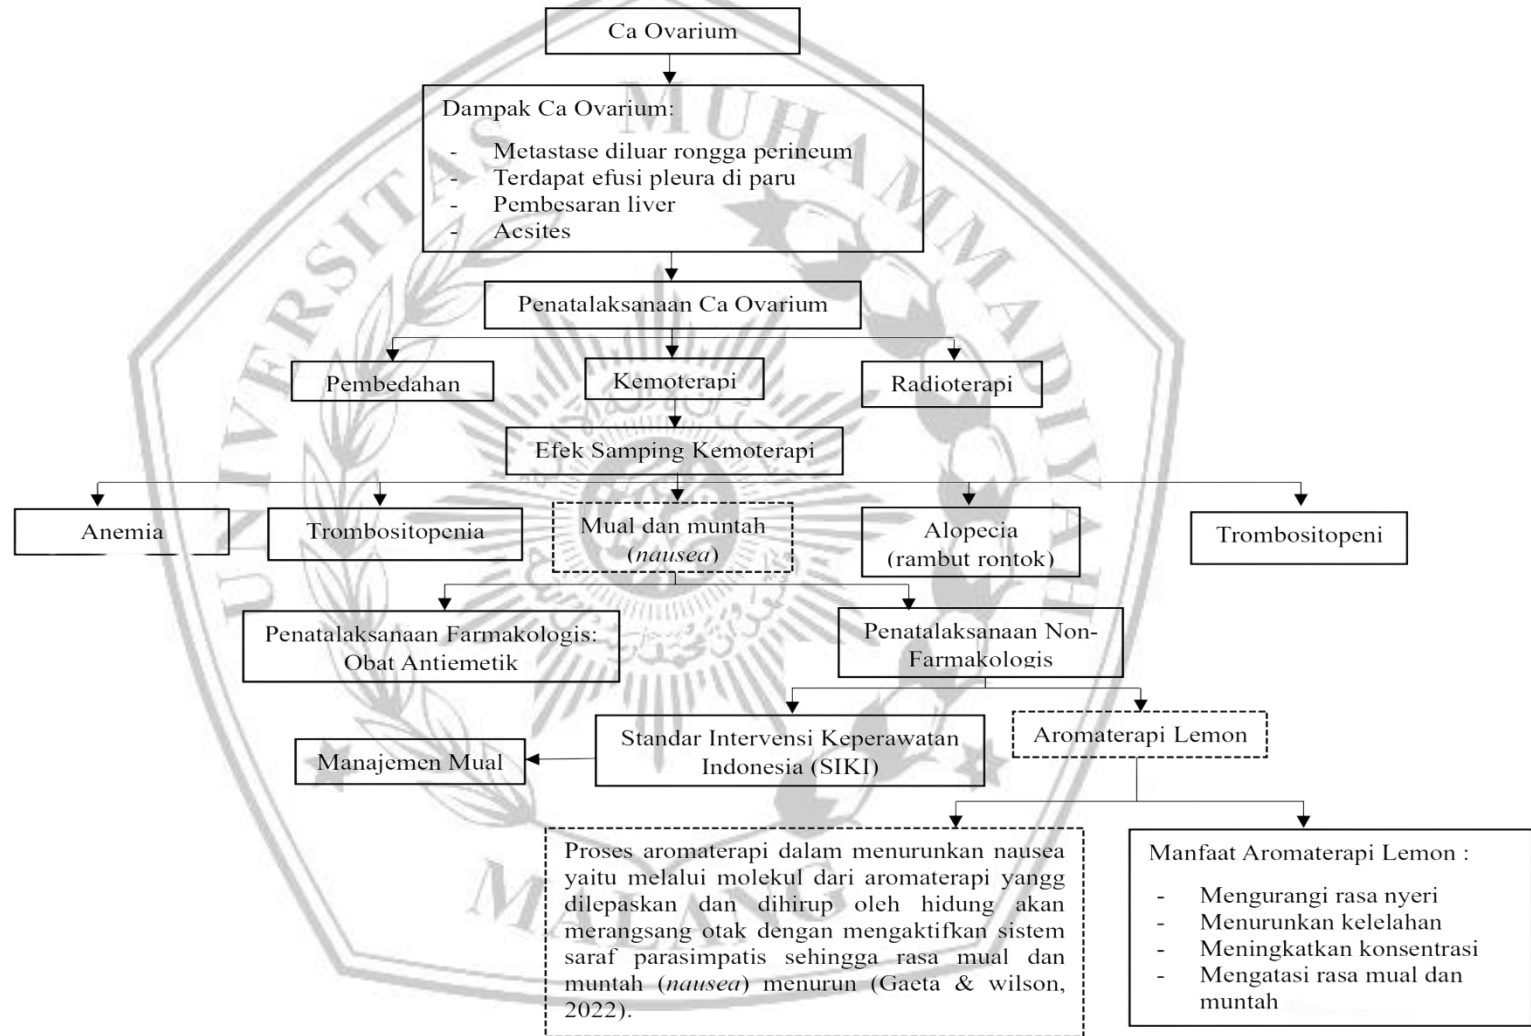 Ca Ovarium
Dampak Ca Ovarium:
- Metastase diluar rongga perineum
- Terdapat efusi pleura di paru
- Pembesaran liver
- Acsites
Penatalaksanaan Ca Ovarium
Pembedahan
Kemoterapi
Radioterapi
Efek Samping Kemoterapi
Anemia
Trombositopenia
Mual dan muntah
(nausea)
Alopecia
(rambut rontok)
Trombositopeni
Penatalaksanaan Farmakologis:
Obat Antiemetik
Penatalaksanaan Non-
Farmakologis
Manajemen Mual
Standar Intervensi Keperawatan
Indonesia (SIKI)
Aromaterapi Lemon
Proses aromaterapi dalam menurunkan nausea
yaitu melalui molekul dari aromaterapi yangg
dilepaskan dan dihirup oleh hidung akan
merangsang otak dengan mengaktifkan sistem
saraf parasimpatis sehingga rasa mual dan
muntah (nausea) menurun (Gaeta & wilson,
2022).
Manfaat Aromaterapi Lemon :
- Mengurangi rasa nyeri
- Menurunkan kelelahan
- Meningkatkan konsentrasi
- Mengatasi rasa mual dan
muntah
UNIVERSITAS MUHAMMADIYAH
MALANG